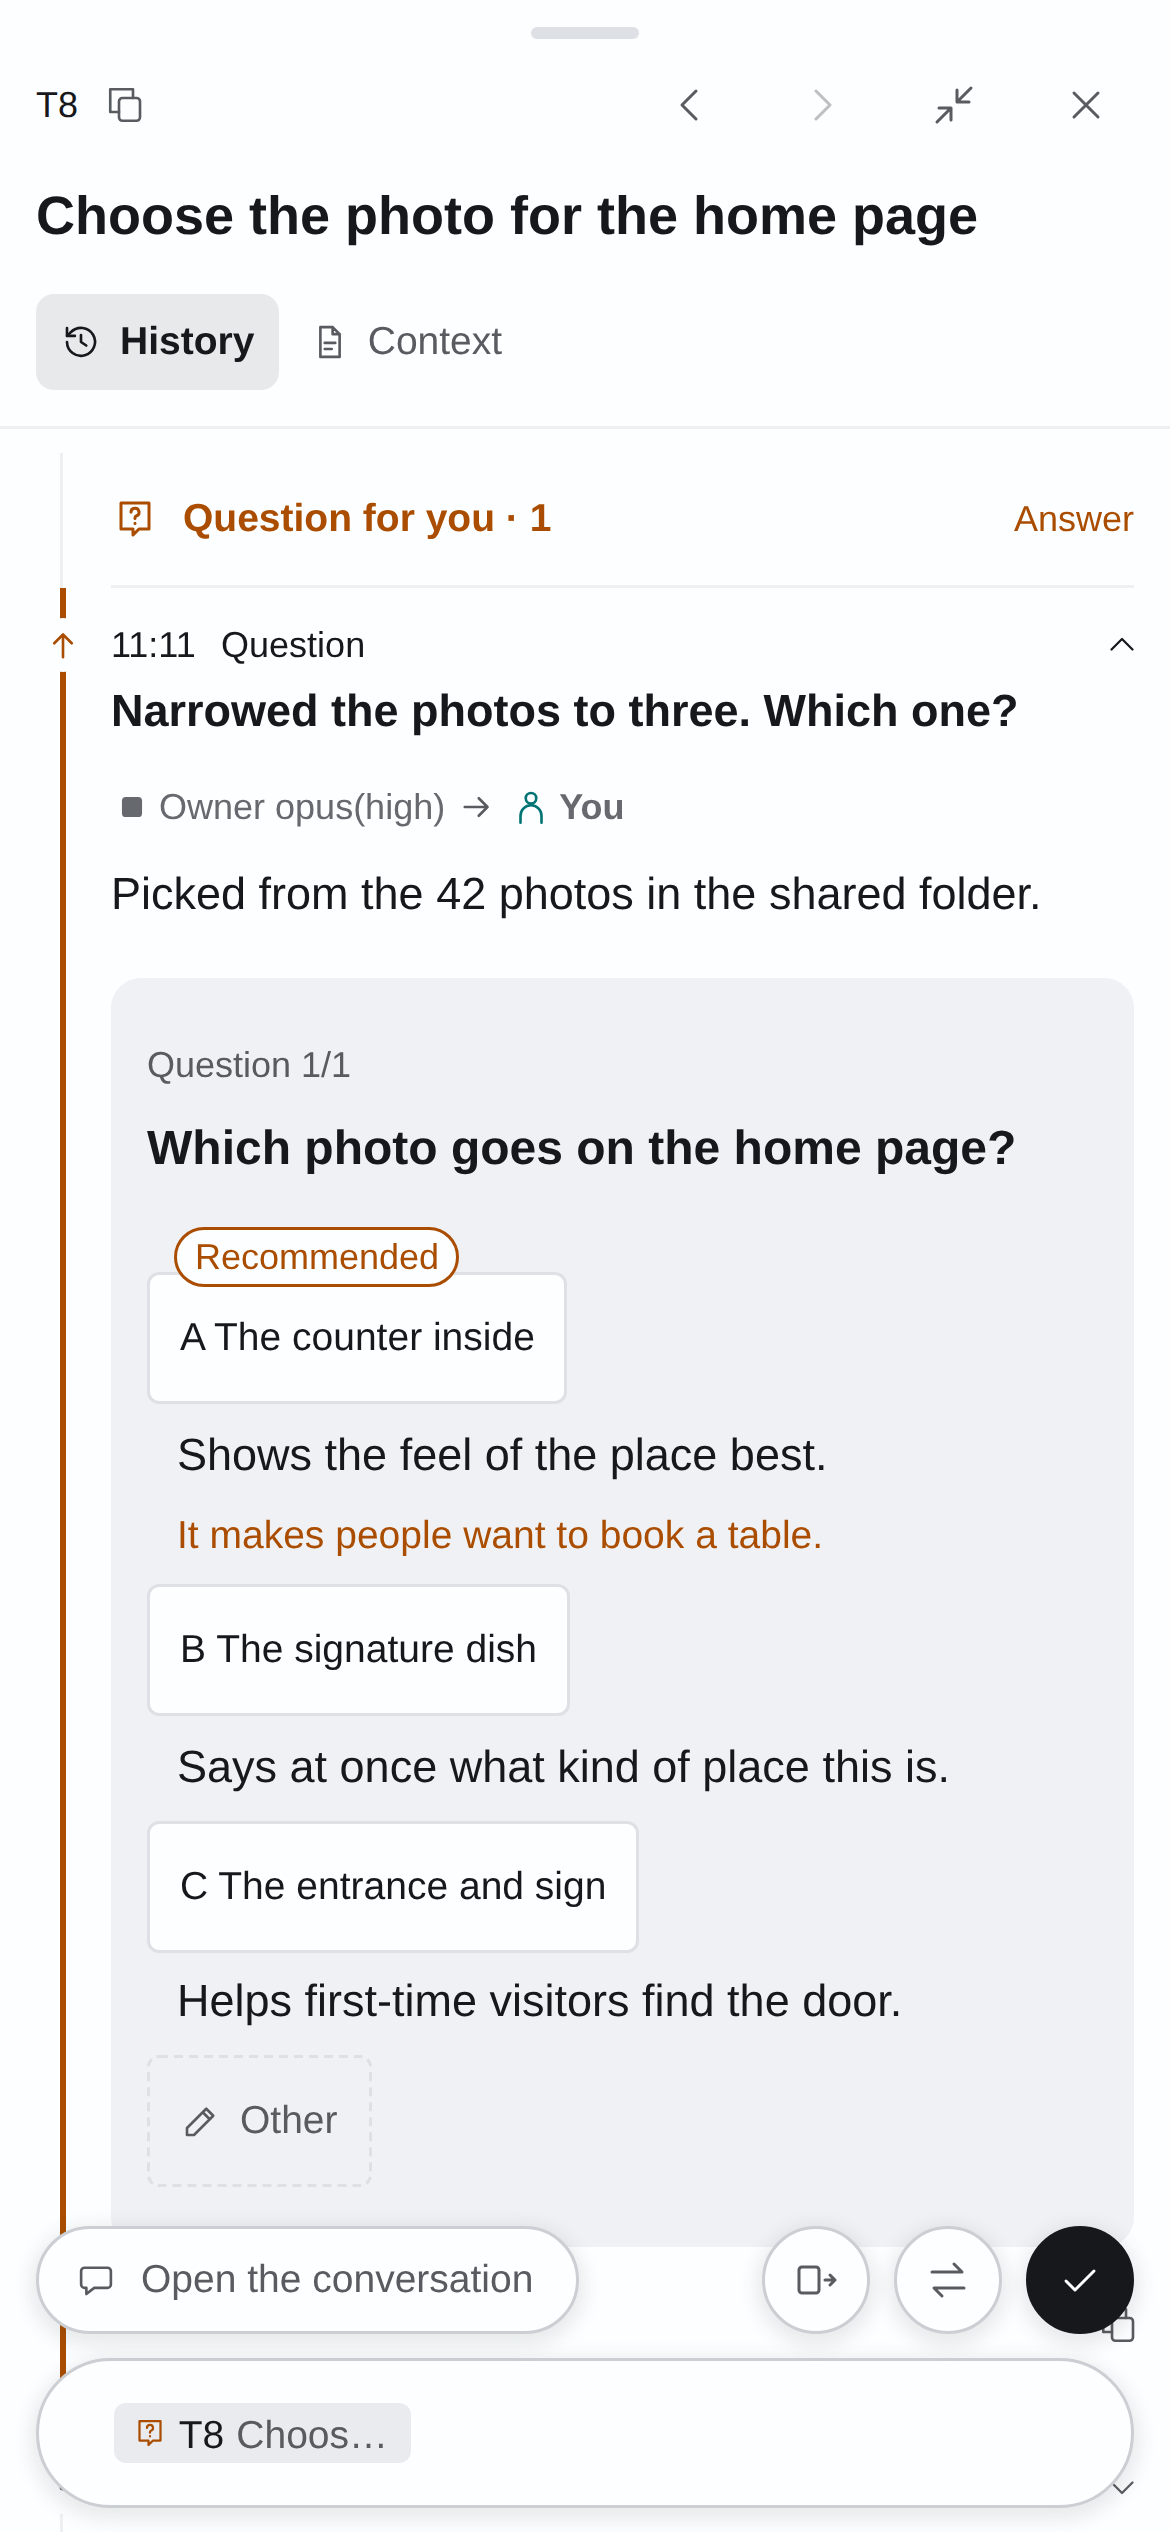 T8
Choose the photo for the home page
History
Context
Question for you · 1
Answer
11:11 Question
Narrowed the photos to three. Which one?
Owner opus(high) → You
Picked from the 42 photos in the shared folder.
Question 1/1
Which photo goes on the home page?
Recommended
A The counter inside
Shows the feel of the place best.
It makes people want to book a table.
B The signature dish
Says at once what kind of place this is.
C The entrance and sign
Helps first-time visitors find the door.
Other
Open the conversation
T8 Choos…